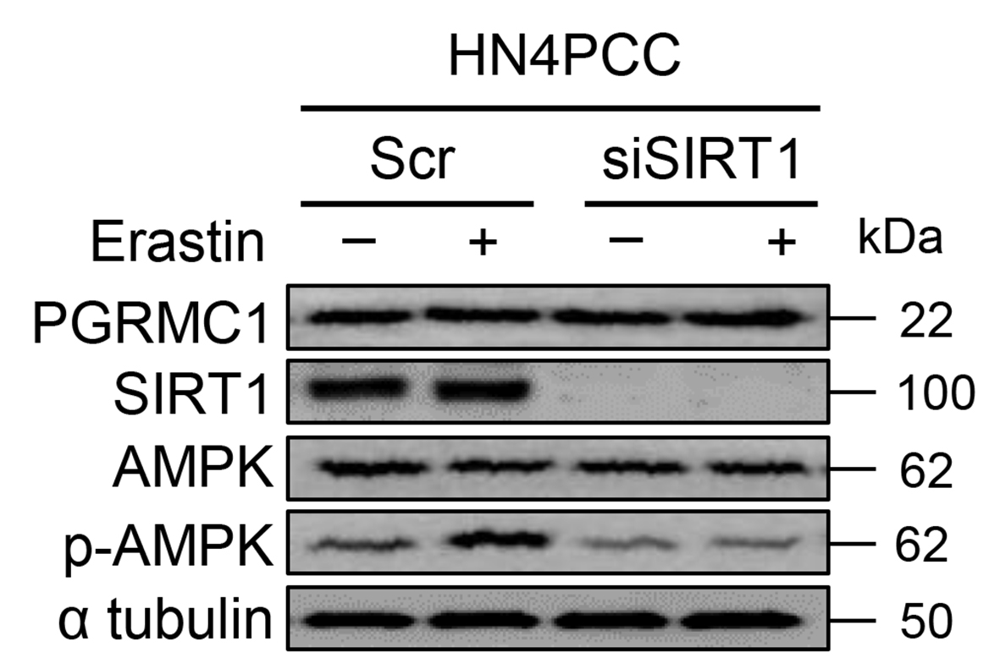 HN4PCC
Scr siSIRT1
Erastin − + − + kDa
PGRMC1 22
SIRT1 100
AMPK 62
p-AMPK 62
α tubulin 50